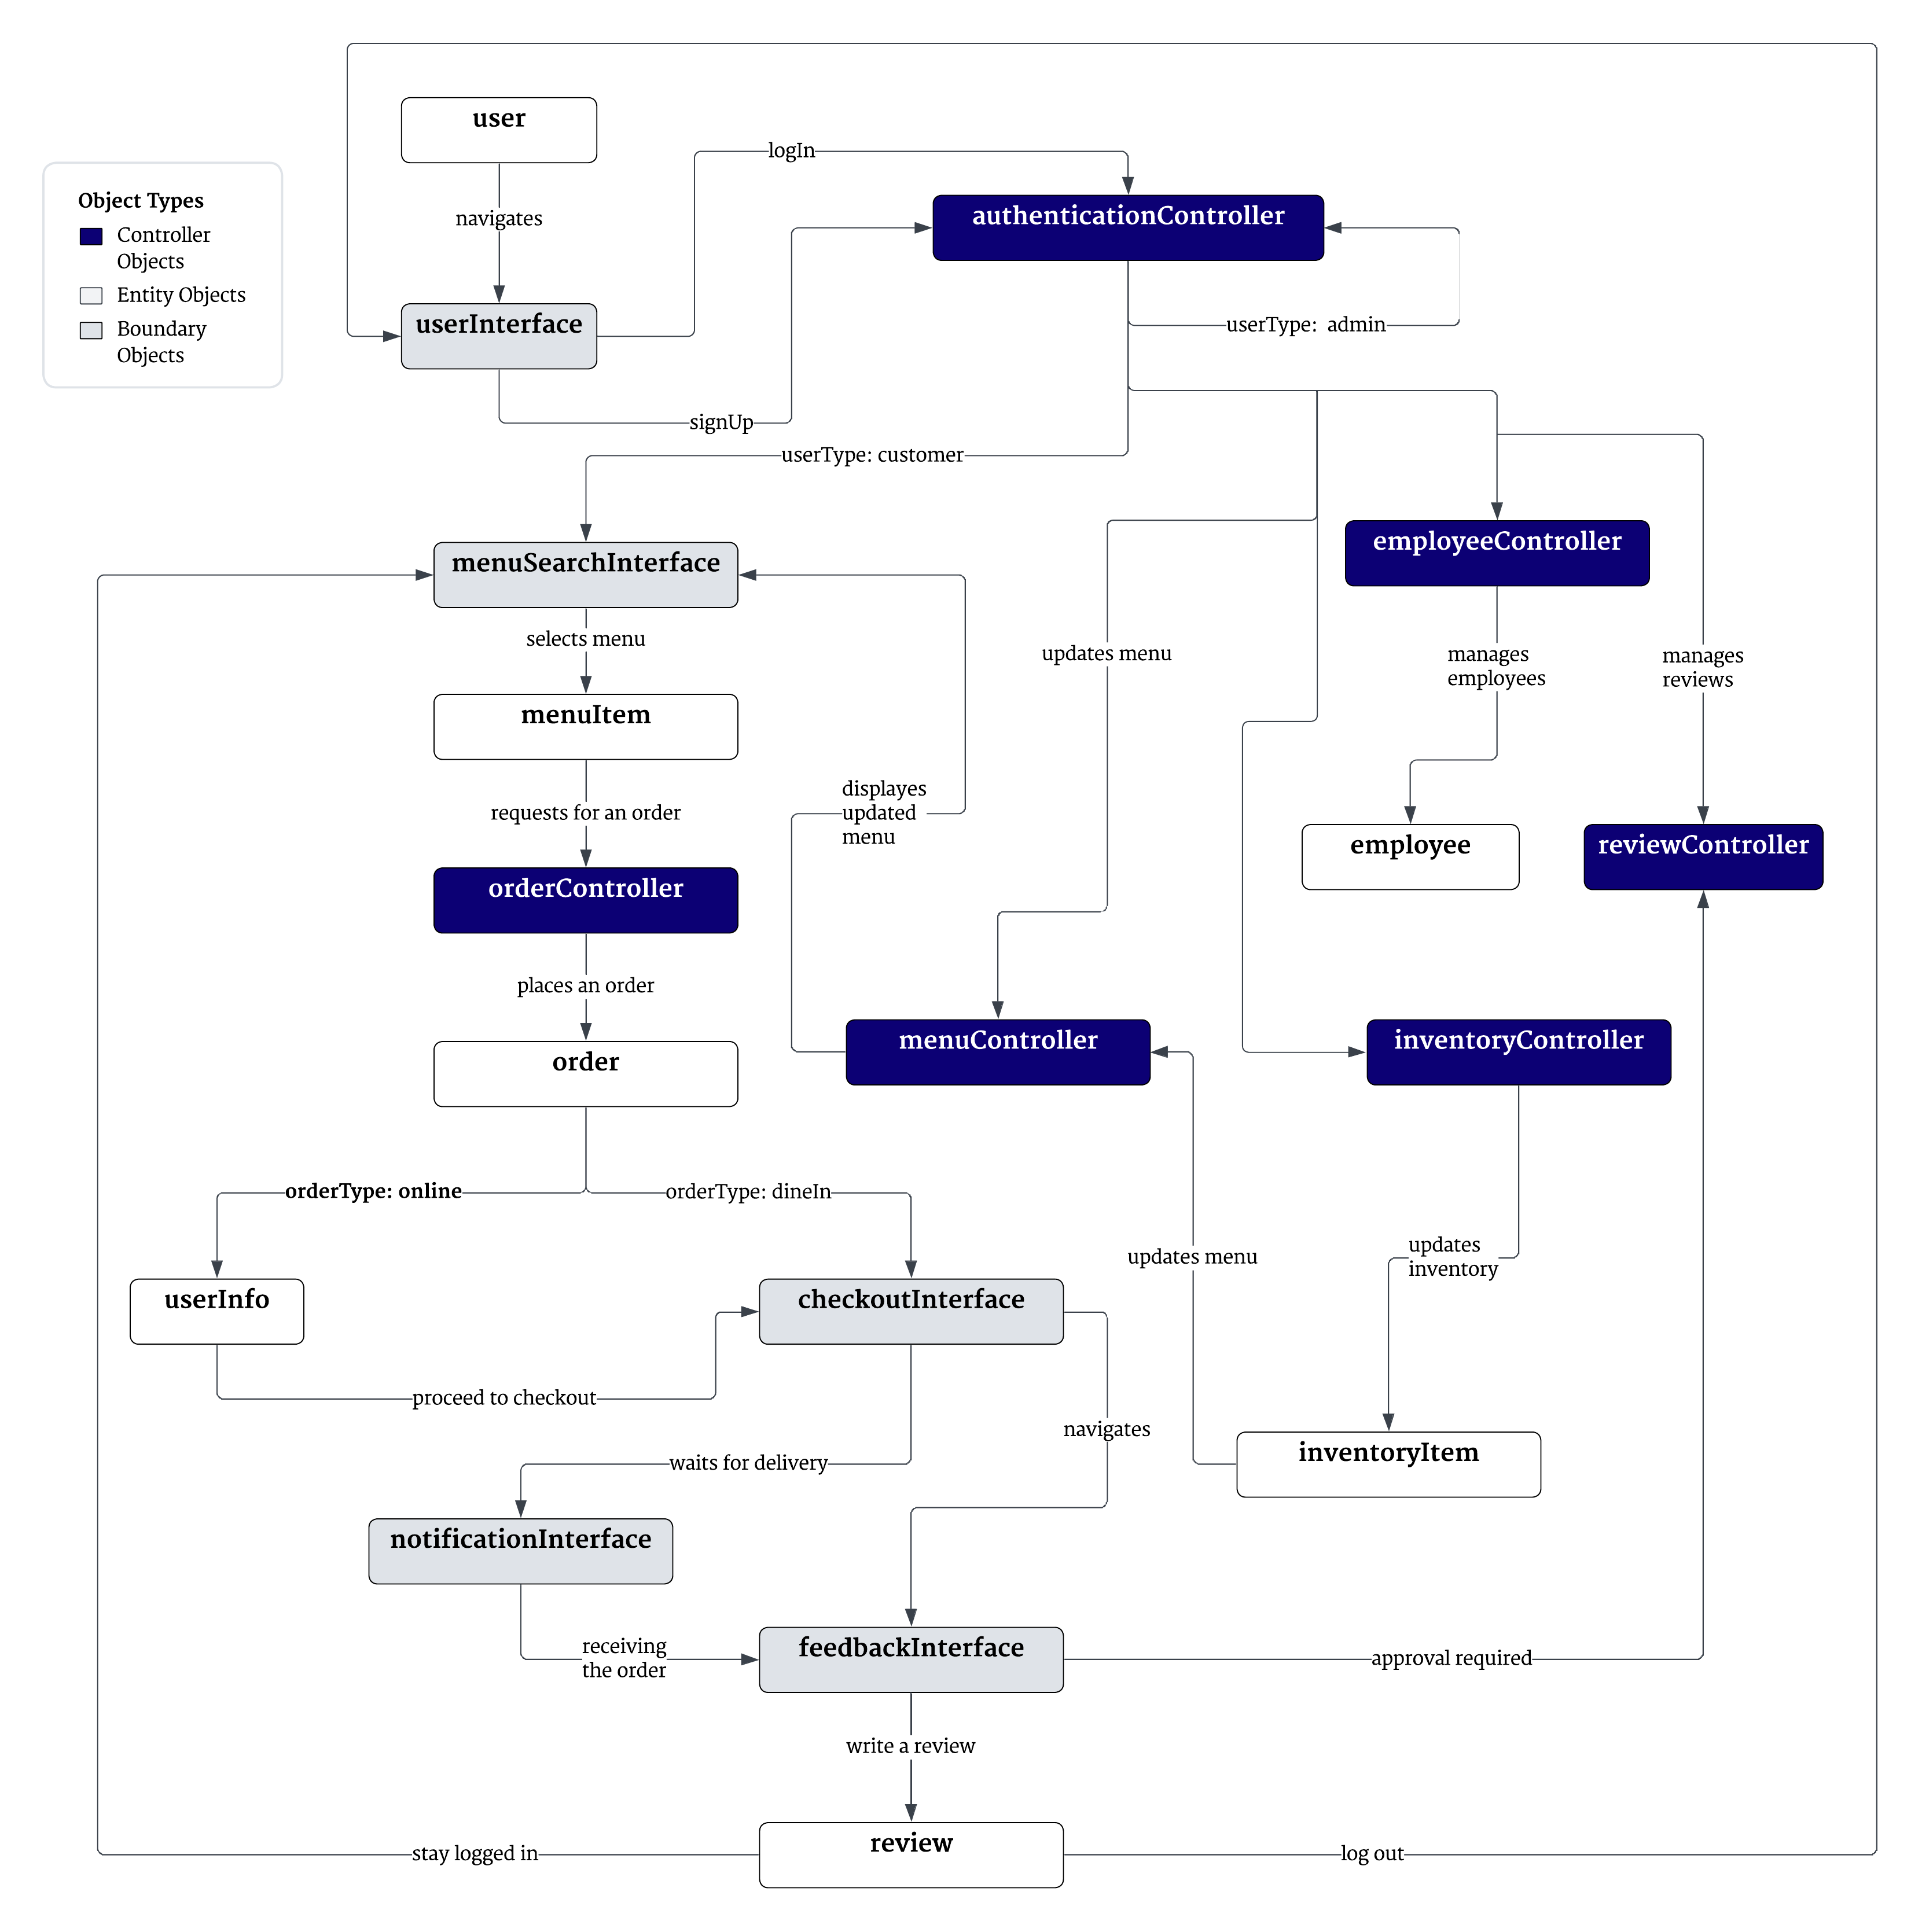 user
logIn
Object Types
Controller
Objects
Entity Objects
Boundary
Objects
navigates
authenticationController
userInterface
userType:  admin
signUp
userType: customer
menuSearchInterface
employeeController
selects menu
updates menu
manages
employees
manages
reviews
menuItem
requests for an order
displayes
updated
menu
employee
reviewController
orderController
places an order
menuController
inventoryController
order
orderType: online
orderType: dineIn
updates menu
updates
inventory
userInfo
checkoutInterface
proceed to checkout
navigates
waits for delivery
inventoryItem
notificationInterface
receiving
the order
feedbackInterface
approval required
write a review
review
stay logged in
log out